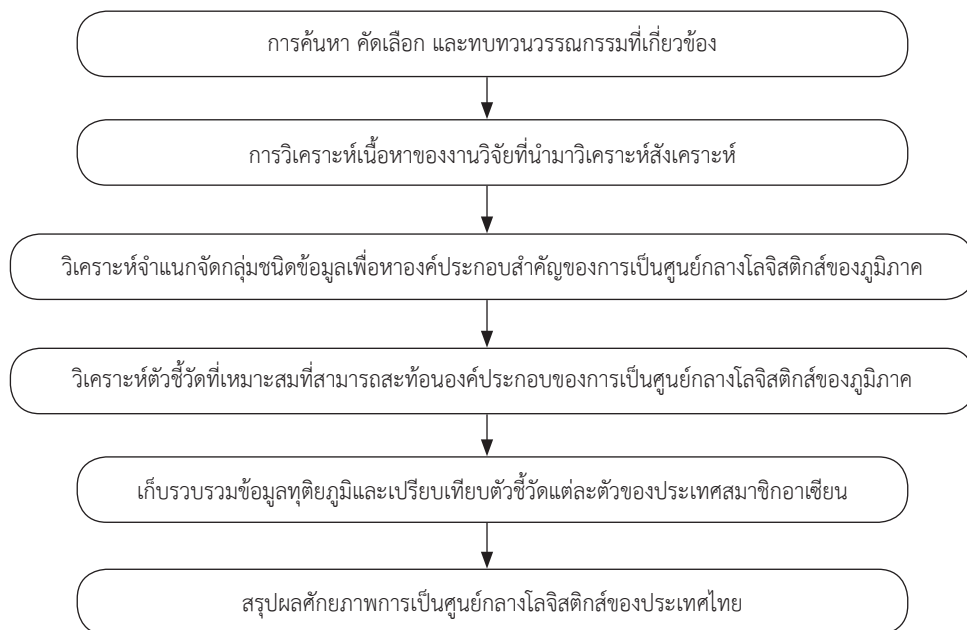 การค้นหา คัดเลือก และทบทวนวรรณกรรมที่เกี่ยวข้อง
การวิเคราะห์เนื้อหาของงานวิจัยที่นำมาวิเคราะห์สังเคราะห์
วิเคราะห์จำแนกจัดกลุ่มชนิดข้อมูลเพื่อหาองค์ประกอบสำคัญของการเป็นศูนย์กลางโลจิสติกส์ของภูมิภาค
วิเคราะห์ตัวชี้วัดที่เหมาะสมที่สามารถสะท้อนองค์ประกอบของการเป็นศูนย์กลางโลจิสติกส์ของภูมิภาค
เก็บรวบรวมข้อมูลทุติยภูมิและเปรียบเทียบตัวชี้วัดแต่ละตัวของประเทศสมาชิกอาเซียน
สรุปผลศักยภาพการเป็นศูนย์กลางโลจิสติกส์ของประเทศไทย